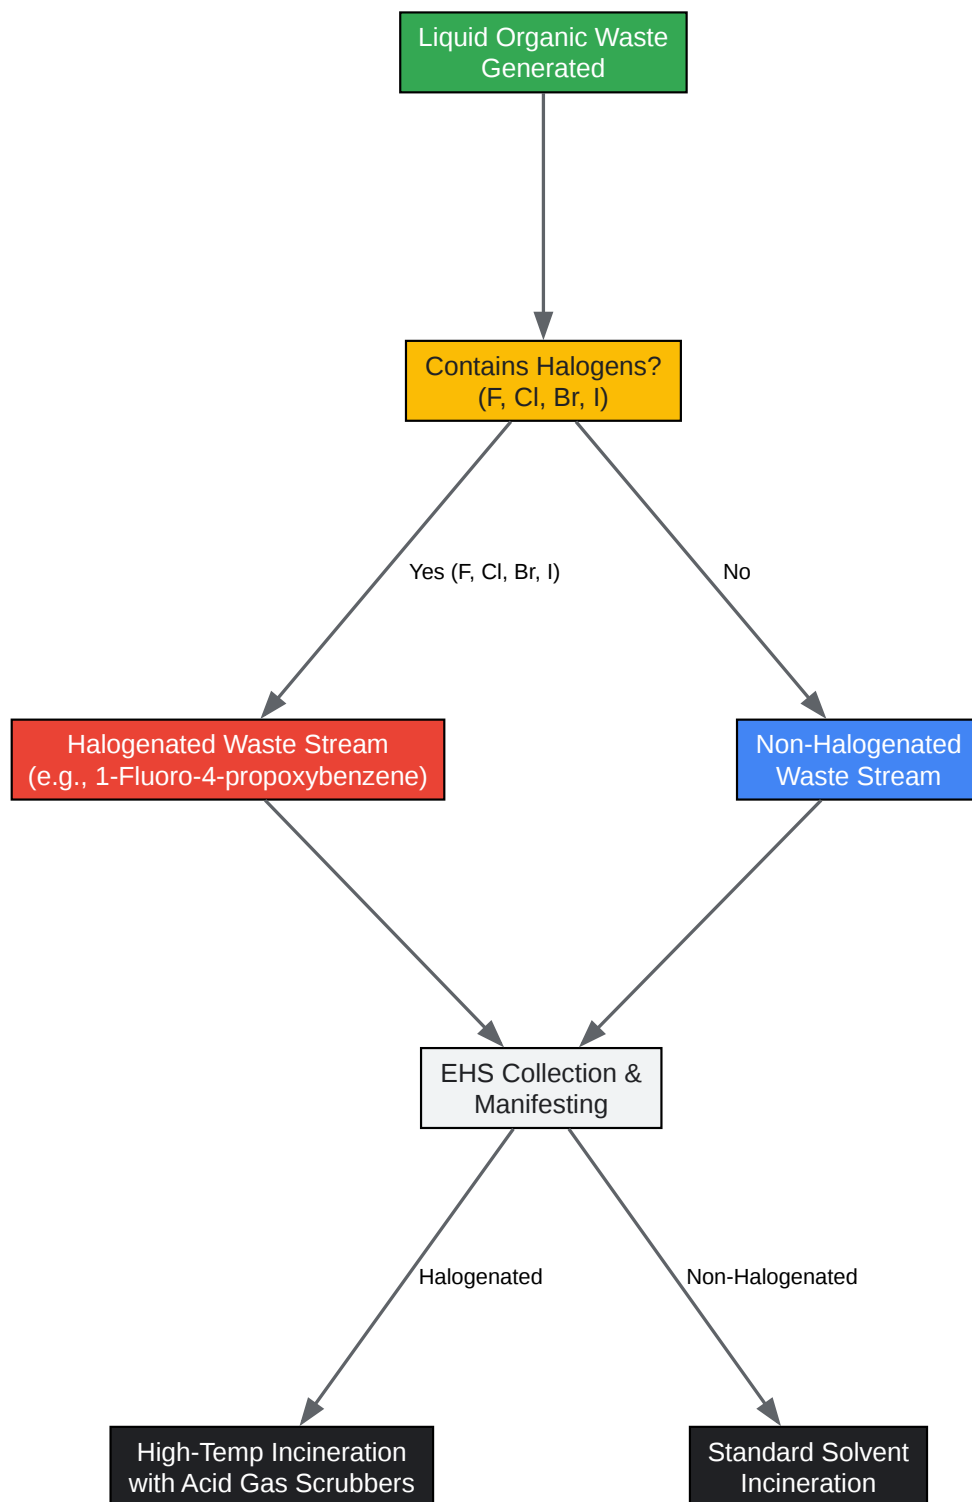 Liquid Organic Waste
Generated
Contains Halogens?
(F, Cl, Br, I)
Yes (F, Cl, Br, I)
No
Halogenated Waste Stream
(e.g., 1-Fluoro-4-propoxybenzene)
Non-Halogenated
Waste Stream
EHS Collection &
Manifesting
Halogenated
Non-Halogenated
High-Temp Incineration
with Acid Gas Scrubbers
Standard Solvent
Incineration